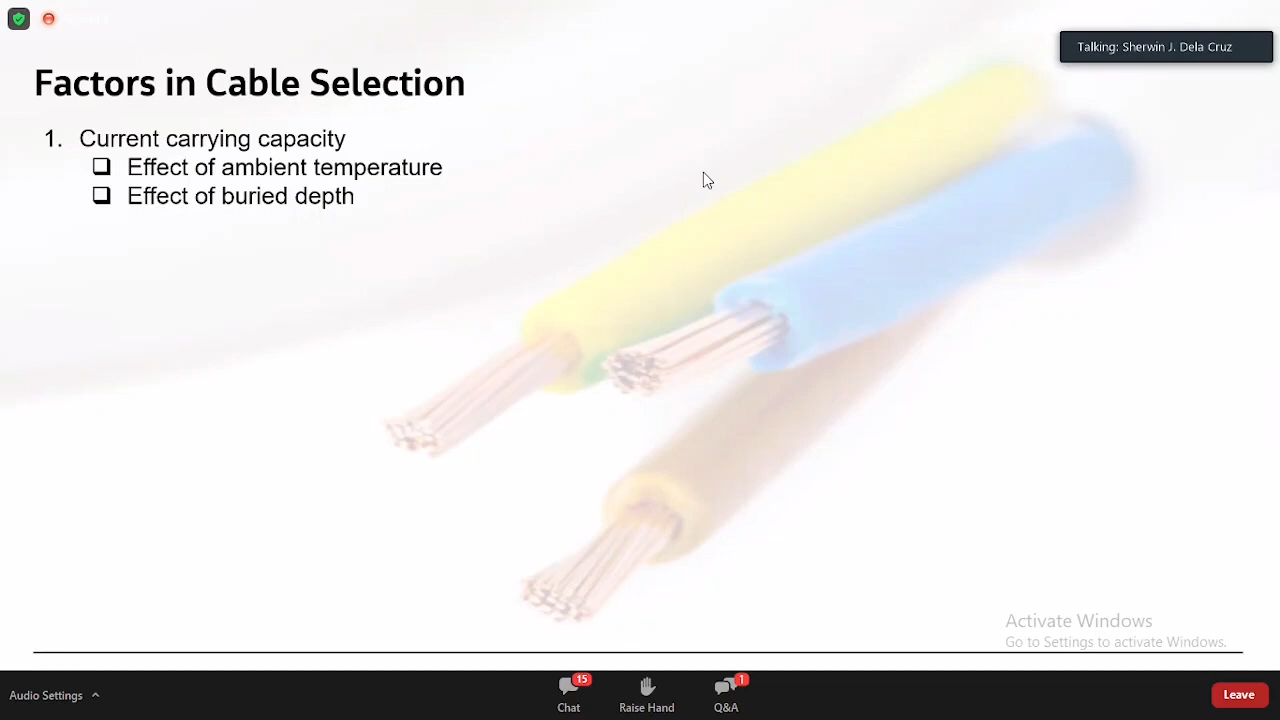 Talking: Sherwin J. Dela Cruz
Factors in Cable Selection
1. Current carrying capacity
❑ Effect of ambient temperature
❑ Effect of buried depth
Activate Windows
Go to Settings to activate Windows.
Audio Settings
15
1
Chat
Raise Hand
Q&A
Leave